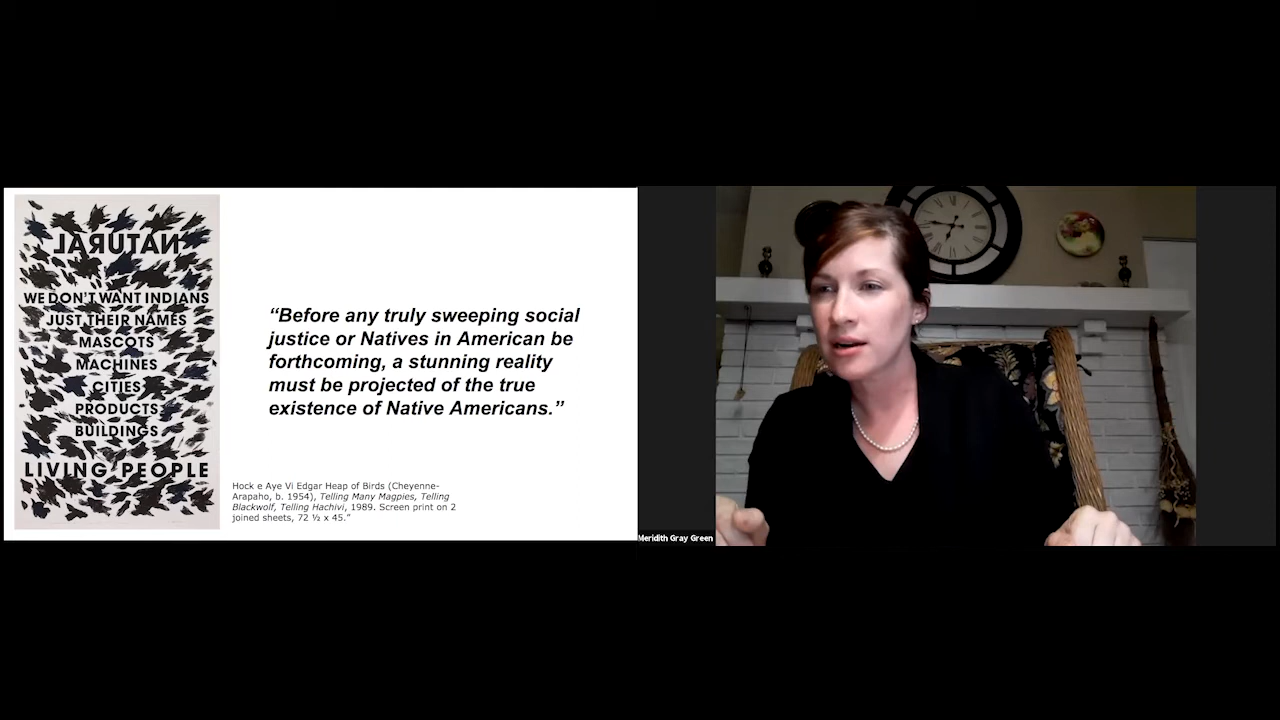 NATURAL
WE DON'T WANT INDIANS
JUST THEIR NAMES
MASCOTS
MACHINES
CITIES
PRODUCTS
BUILDINGS
LIVING PEOPLE
“Before any truly sweeping social
justice or Natives in American be
forthcoming, a stunning reality
must be projected of the true
existence of Native Americans.”
Hock e Aye Vi Edgar Heap of Birds (Cheyenne-
Arapaho, b. 1954), Telling Many Magpies, Telling
Blackwolf, Telling Hachivi, 1989. Screen print on 2
joined sheets, 72 ½ x 45.”
Meridith Gray Green